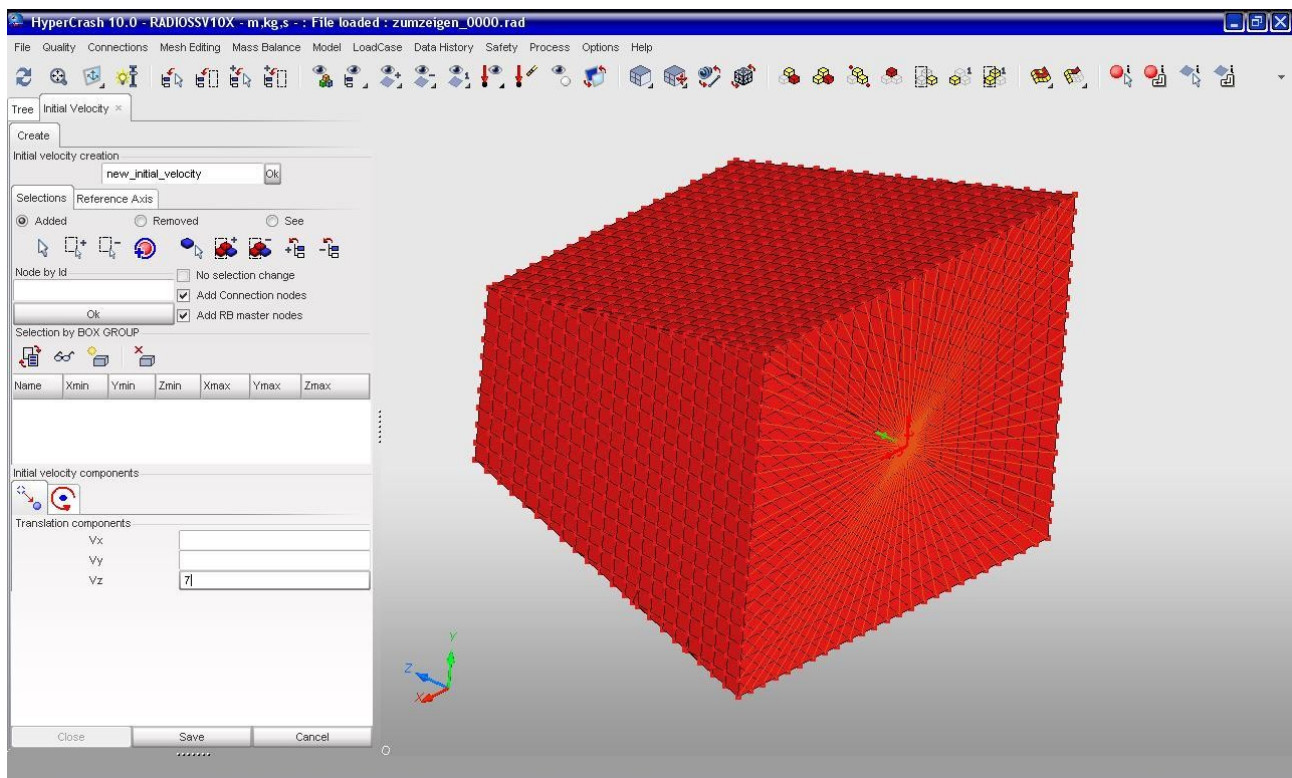 HyperCrash 10.0 - RADIOSSV10X - m,kg,s - : File loaded : zumzeigen_0000.rad
File Quality Connections Mesh Editing Mass Balance Model LoadCase Data History Safety Process Options Help
Tree Initial Velocity ×
Create
Initial velocity creation
new_initial_velocity Ok
Selections Reference Axis
Added Removed See
Node by Id
No selection change
Add Connection nodes
Ok
Add RB master nodes
Selection by BOX GROUP
Name Xmin Ymin Zmin Xmax Ymax Zmax
Initial velocity components
Translation components
Vx
Vy
Vz 7
Y
Z
X
Close Save Cancel